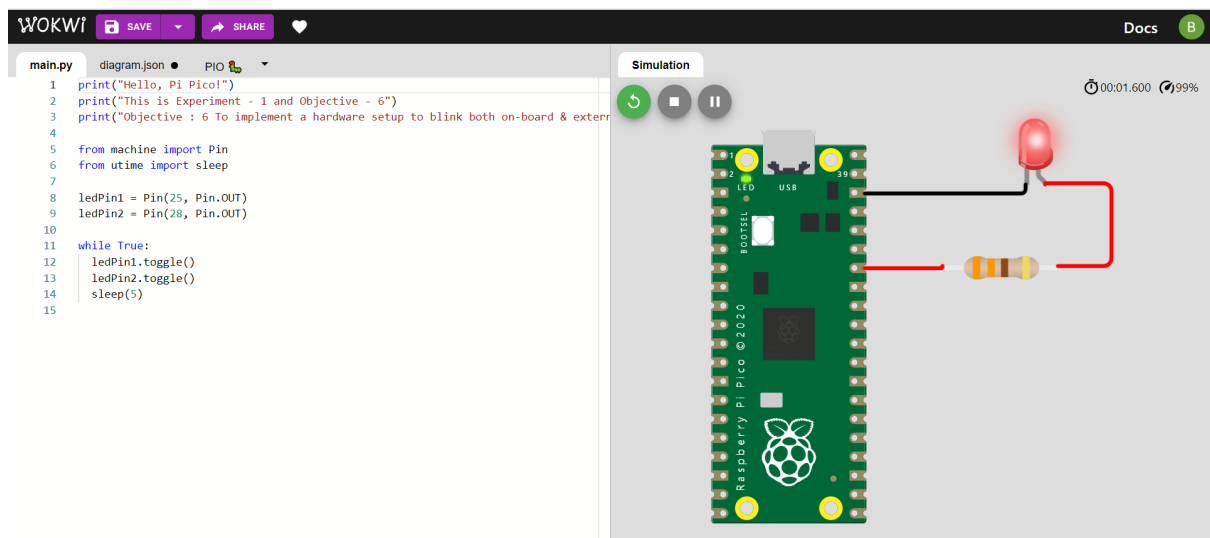 WOKWI SAVE SHARE Docs B
main.py diagram.json PIO
Simulation
00:01.600 99%
1 print("Hello, Pi Pico!")
2 print("This is Experiment - 1 and Objective - 6")
3 print("Objective : 6 To implement a hardware setup to blink both on-board & extern
4
5 from machine import Pin
6 from utime import sleep
7
8 ledPin1 = Pin(25, Pin.OUT)
9 ledPin2 = Pin(28, Pin.OUT)
10
11 while True:
12 ledPin1.toggle()
13 ledPin2.toggle()
14 sleep(5)
15
1
2
39
LED USB
BOOTSEL
Raspberry Pi Pico ©2020